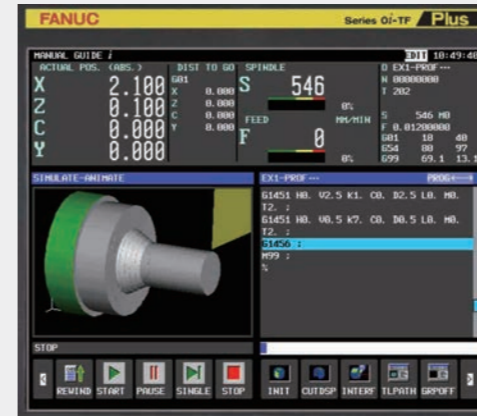 FANUC
Series 0i-TF Plus
MANUAL GUIDE i
EDIT 10:49:40
ACTUAL POS. (ABS.)
X 2.100
Z 0.100
C 0.000
Y 0.000
DIST TO GO
G01
X 0.000
Z 0.000
C 0.000
Y 0.000
SPINDLE
S 546
0%
FEED MM/MIN
F 0
0%
O EX1-PROF---
N 00000000
T 202
S 546 M0
F 0.01200000
G01 18 40
G54 80 97
G99 69.1 13.1
SIMULATE-ANIMATE
EX1-PROF---
G1451 H0. V2.5 K1. C0. D2.5 L0. M0.
T2. ;
G1451 H0. V0.5 K7. C0. D0.5 L0. M0.
T2. ;
G1456 ;
M99 ;
%
STOP
REWIND START PAUSE SINGLE STOP
INIT CUTDSP INTERF TLPATH GRPOFF